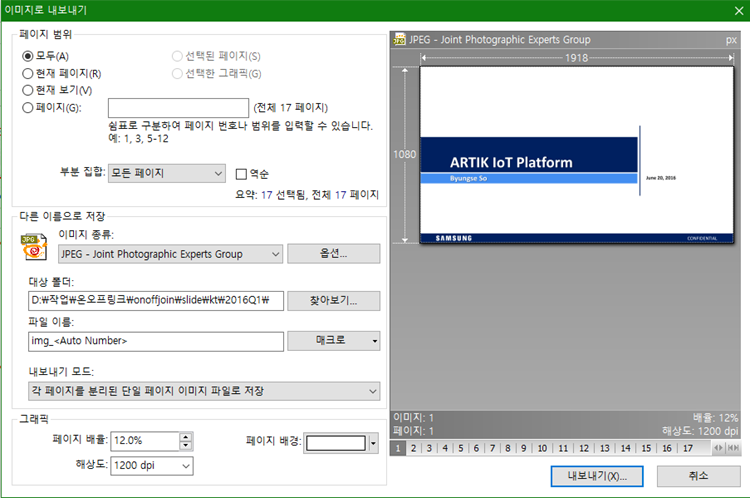 이미지로 내보내기
페이지 범위
모두(A)
선택된 페이지(S)
현재 페이지(R)
선택한 그래픽(G)
현재 보기(V)
페이지(G):
(전체 17 페이지)
쉼표로 구분하여 페이지 번호나 범위를 입력할 수 있습니다.
예: 1, 3, 5-12
부분 집합: 모든 페이지
역순
요약: 17 선택됨, 전체 17 페이지
다른 이름으로 저장
이미지 종류:
JPG
JPEG - Joint Photographic Experts Group
옵션...
대상 폴더:
D:₩작업₩온오프링크₩onoffjoin₩slide₩kt₩2016Q1₩
찾아보기...
파일 이름:
img_<Auto Number>
매크로
내보내기 모드:
각 페이지를 분리된 단일 페이지 이미지 파일로 저장
그래픽
페이지 배율: 12.0%
페이지 배경:
해상도: 1200 dpi
JPEG - Joint Photographic Experts Group
px
1918
1080
ARTIK IoT Platform
Byungse So
June 20, 2016
SAMSUNG
CONFIDENTIAL
이미지: 1
배율: 12%
페이지: 1
해상도: 1200 dpi
1 2 3 4 5 6 7 8 9 10 11 12 13 14 15 16 17
내보내기(X)...
취소